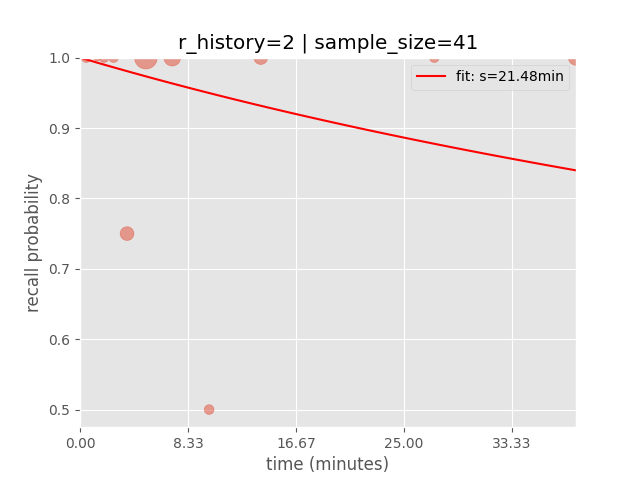 r_history=2 | sample_size=41
fit: s=21.48min
recall probability
1.0
0.9
0.8
0.7
0.6
0.5
0.00 8.33 16.67 25.00 33.33
time (minutes)